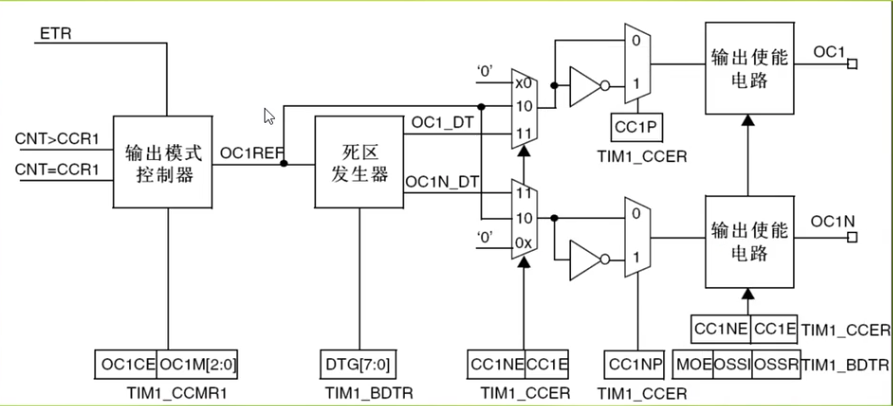 ETR
CNT>CCR1
CNT=CCR1
输出模式
控制器
OC1REF
死区
发生器
OC1_DT
OC1N_DT
'0'
x0
10
11
11
10
0x
'0'
0
1
CC1P
TIM1_CCER
0
1
输出使能
电路
OC1
输出使能
电路
OC1N
OC1CE OC1M[2:0]
TIM1_CCMR1
DTG[7:0]
TIM1_BDTR
CC1NE CC1E
TIM1_CCER
CC1NP
TIM1_CCER
CC1NE CC1E TIM1_CCER
MOE OSSI OSSR TIM1_BDTR